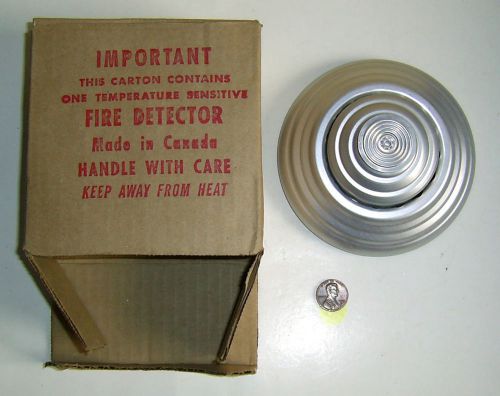 IMPORTANT
THIS CARTON CONTAINS
ONE TEMPERATURE SENSITIVE
FIRE DETECTOR
Made in Canada
HANDLE WITH CARE
KEEP AWAY FROM HEAT